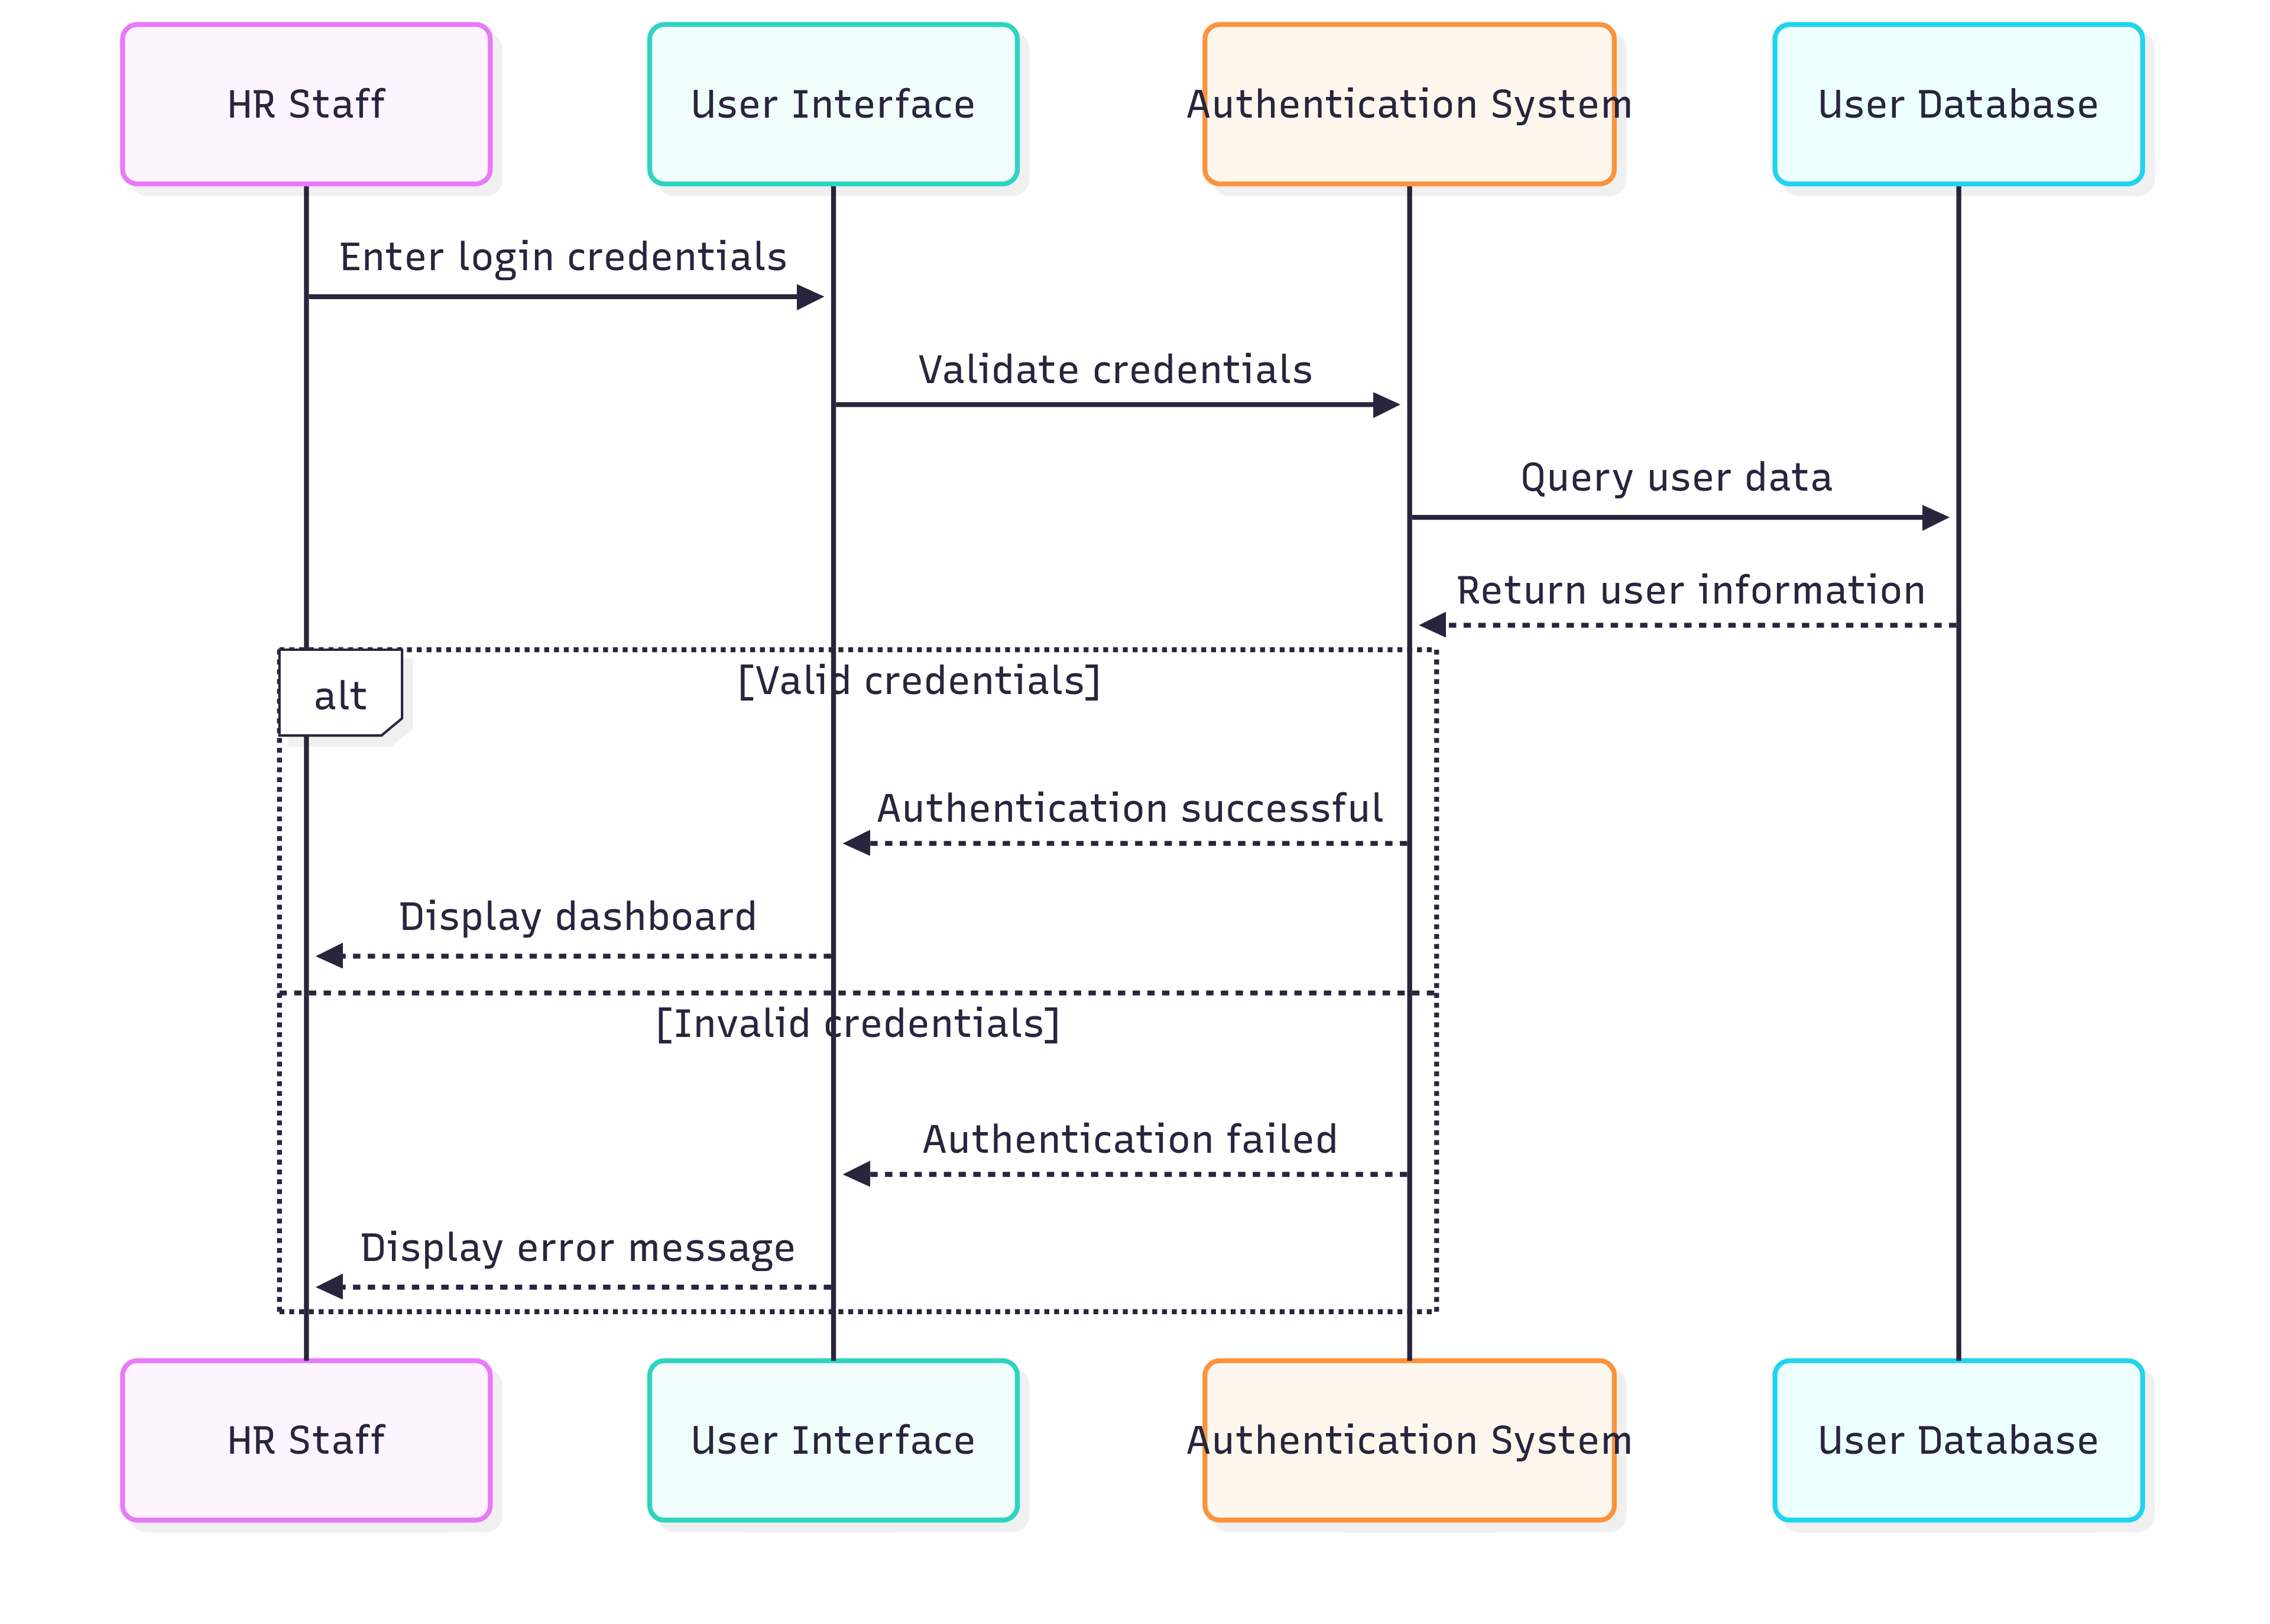 HR Staff
User Interface
Authentication System
User Database
Enter login credentials
Validate credentials
Query user data
Return user information
alt
[Valid credentials]
Authentication successful
Display dashboard
[Invalid credentials]
Authentication failed
Display error message
HR Staff
User Interface
Authentication System
User Database